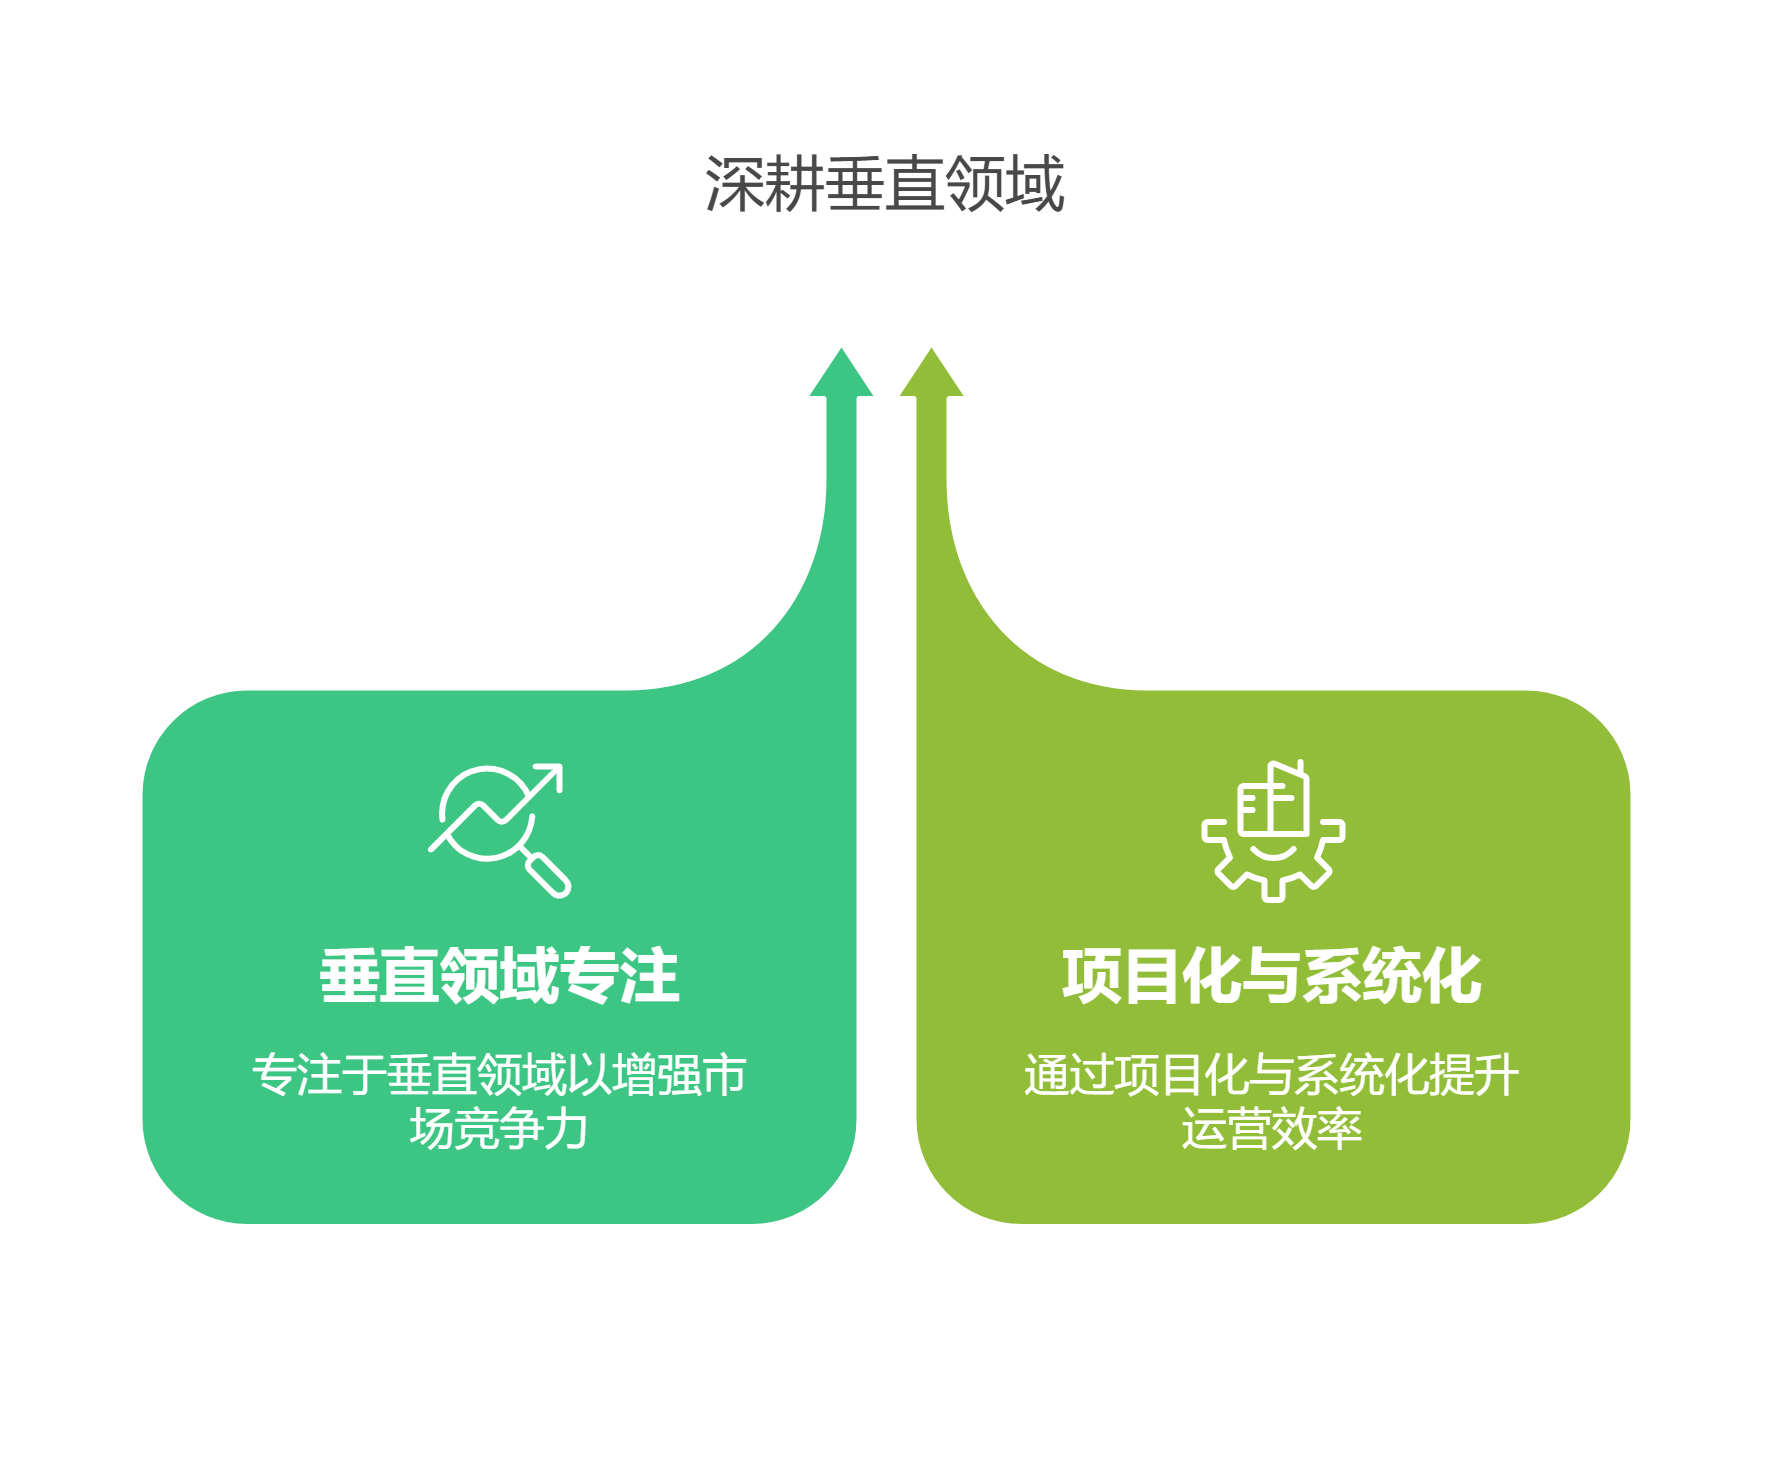 深耕垂直领域
垂直领域专注
专注于垂直领域以增强市
场竞争力
项目化与系统化
通过项目化与系统化提升
运营效率